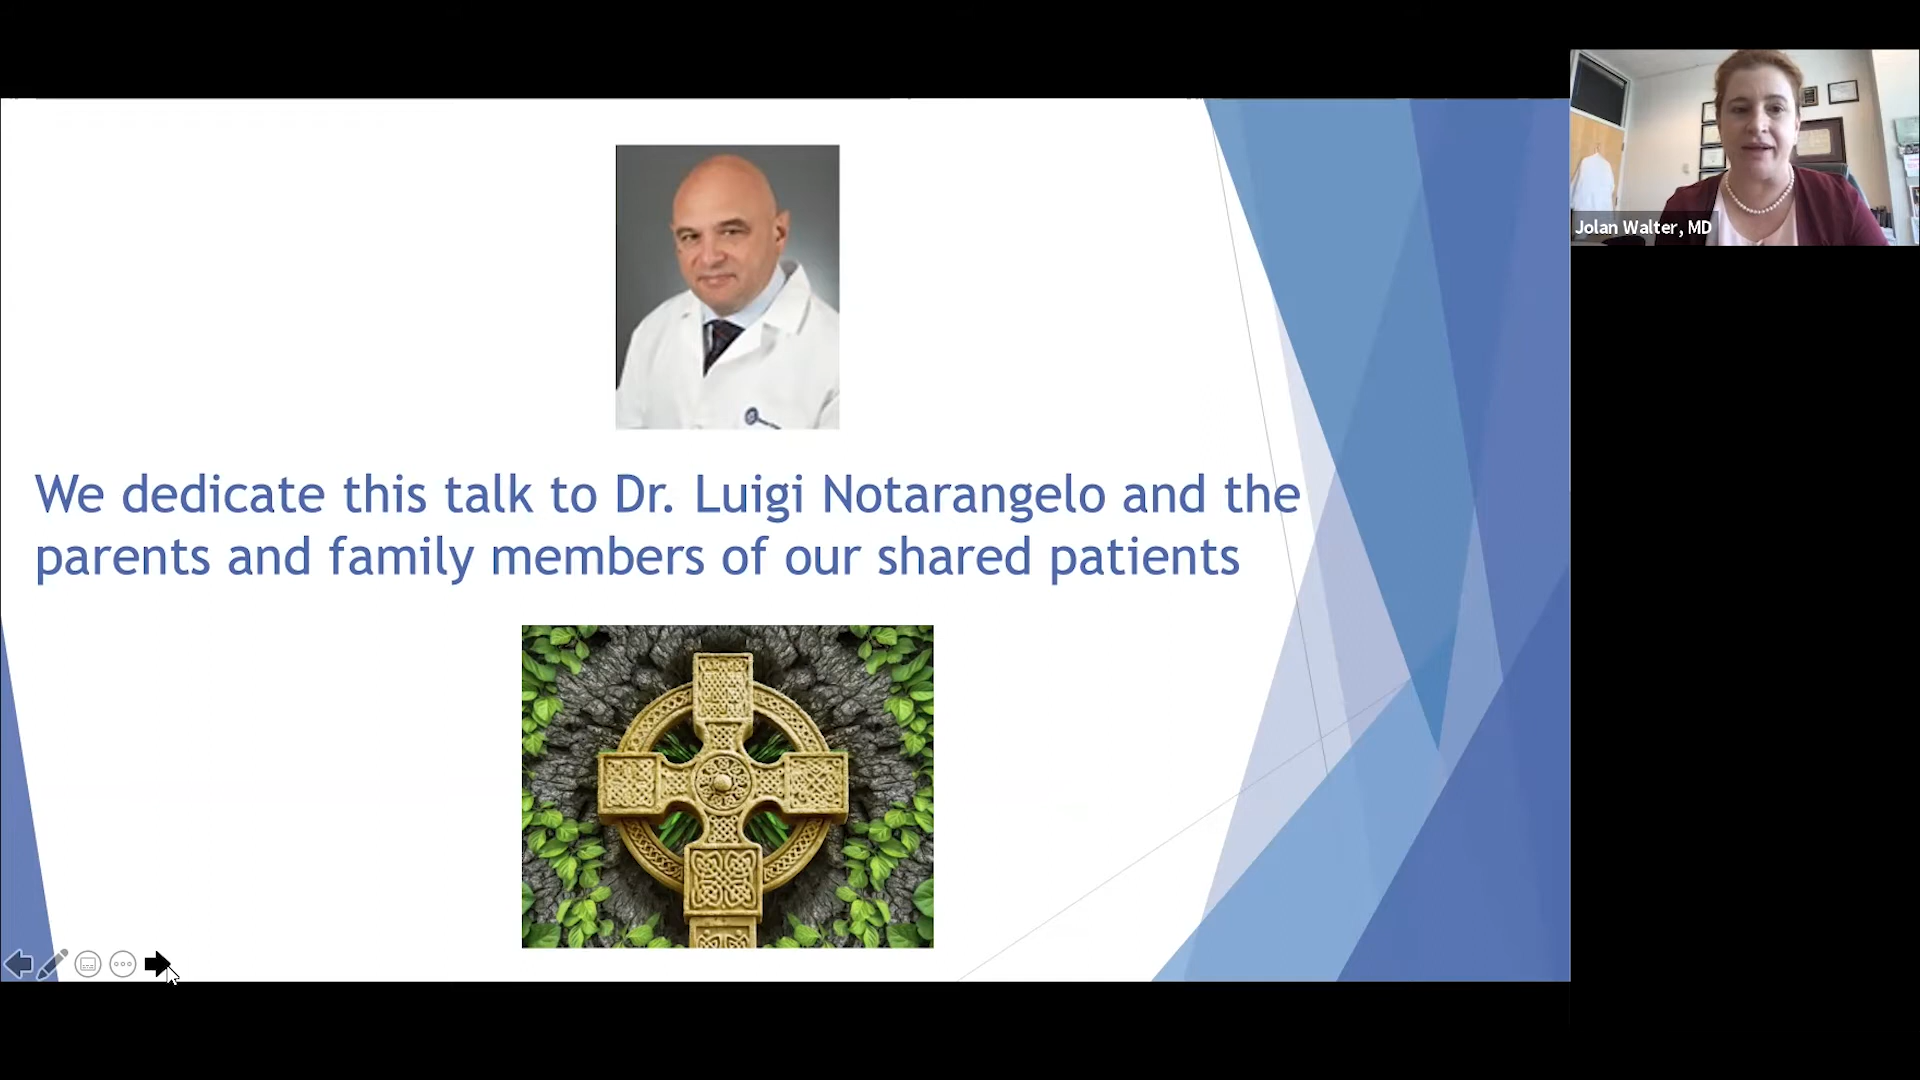 We dedicate this talk to Dr. Luigi Notarangelo and the
parents and family members of our shared patients
Jolan Walter, MD